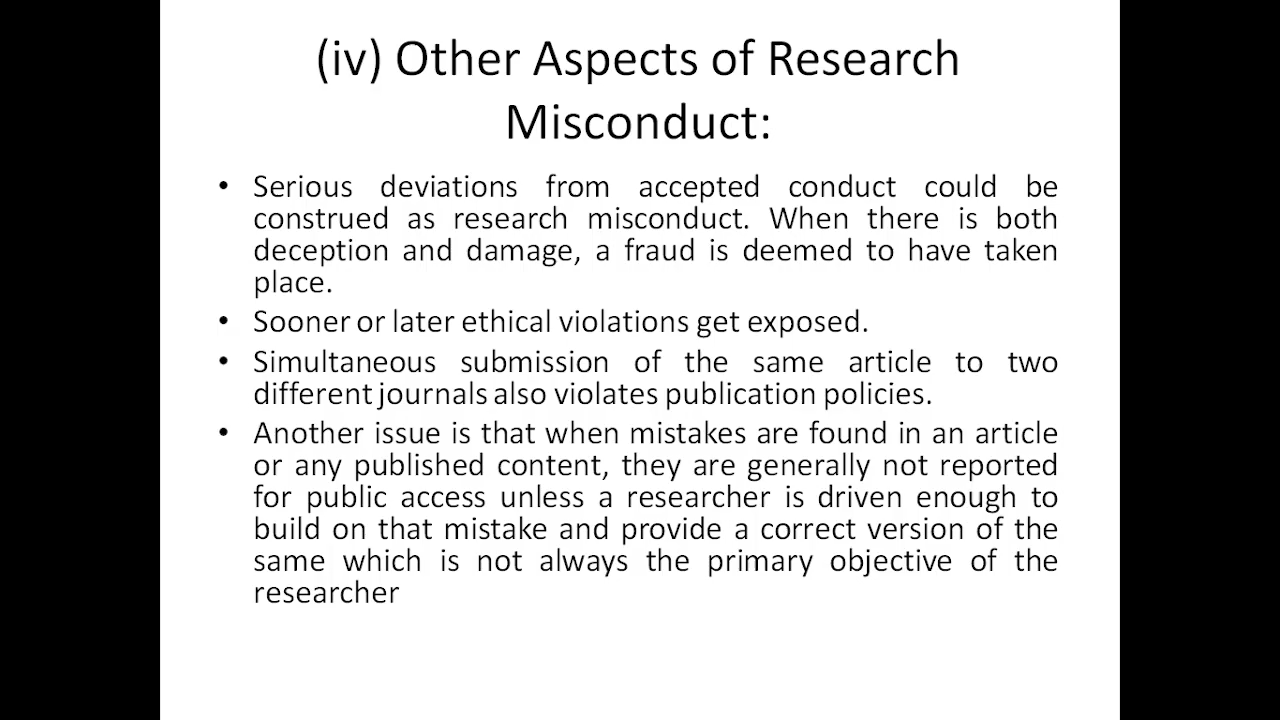 (iv) Other Aspects of Research
Misconduct:
• Serious deviations from accepted conduct could be
construed as research misconduct. When there is both
deception and damage, a fraud is deemed to have taken
place.
• Sooner or later ethical violations get exposed.
• Simultaneous submission of the same article to two
different journals also violates publication policies.
• Another issue is that when mistakes are found in an article
or any published content, they are generally not reported
for public access unless a researcher is driven enough to
build on that mistake and provide a correct version of the
same which is not always the primary objective of the
researcher